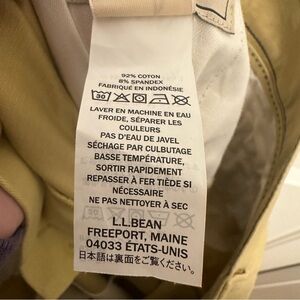 92% COTON
8% SPANDEX
FABRIQUÉ EN INDONÉSIE
30
LAVER EN MACHINE EN EAU
FROIDE, SÉPARER LES
COULEURS
PAS D'EAU DE JAVEL
SÉCHAGE PAR CULBUTAGE
BASSE TEMPÉRATURE,
SORTIR RAPIDEMENT
REPASSER À FER TIÈDE SI
NÉCESSAIRE
NE PAS NETTOYER À SEC
L.L.BEAN
FREEPORT, MAINE
04033 ÉTATS-UNIS
日本語は裏面をご覧ください。